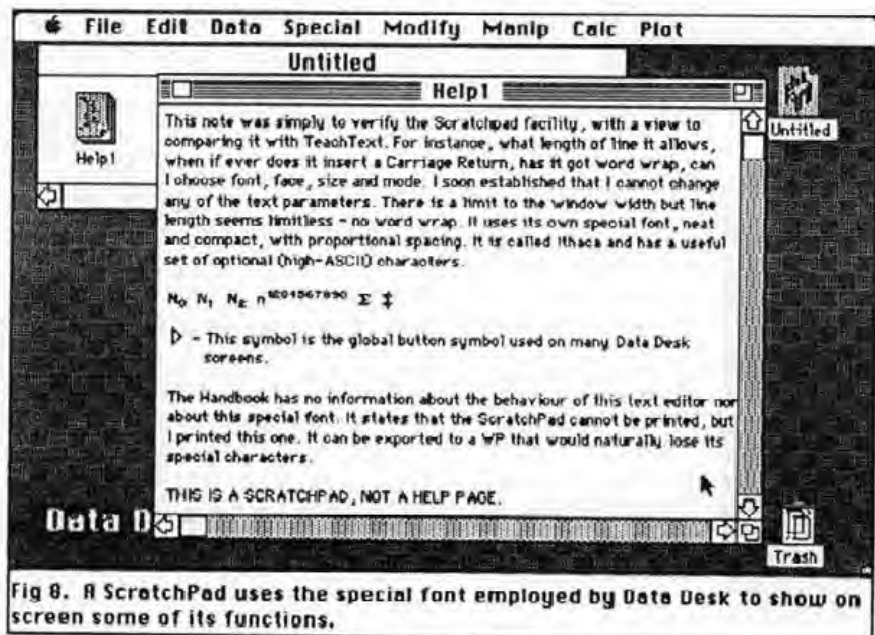 File Edit Data Special Modify Manip Calc Plot
Untitled
Help1
Help1
Untitled
This note was simply to verify the Scratchpad facility, with a view to
comparing it with TeachText. For instance, what length of line it allows,
when if ever does it insert a Carriage Return, has it got word wrap, can
I choose font, face, size and mode. I soon established that I cannot change
any of the text parameters. There is a limit to the window width but line
length seems limitless - no word wrap. It uses its own special font, neat
and compact, with proportional spacing. It is called Ithaca and has a useful
set of optional (high-ASCII) characters.
N₀ N₁ Σ ‡
▷ - This symbol is the global button symbol used on many Data Desk
screens.
The Handbook has no information about the behaviour of this text editor nor
about this special font. It states that the ScratchPad cannot be printed, but
I printed this one. It can be exported to a WP that would naturally lose its
special characters.
THIS IS A SCRATCHPAD, NOT A HELP PAGE.
Data D
Trash
Fig 8. A ScratchPad uses the special font employed by Data Desk to show on
screen some of its functions.